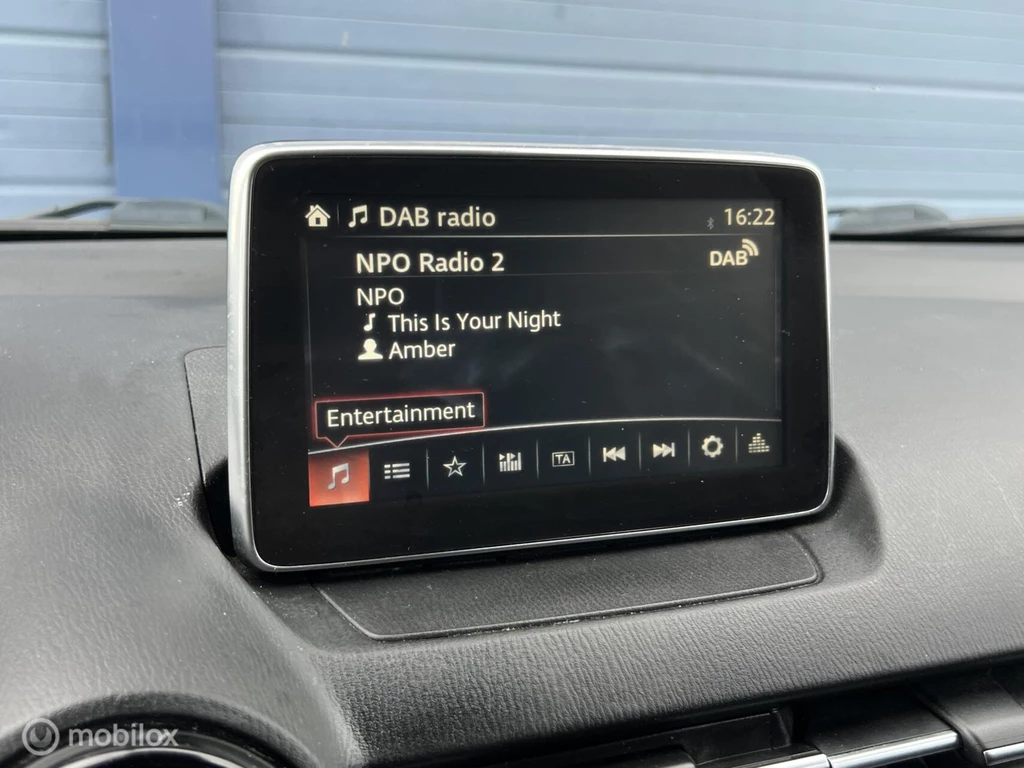 DAB radio 16:22
NPO Radio 2 DAB
NPO
This Is Your Night
Amber
Entertainment
TA
mobilox